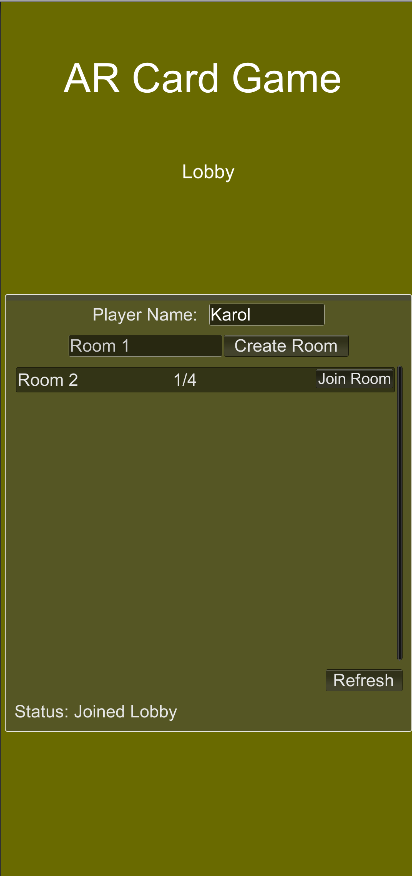 AR Card Game
Lobby
Player Name: Karol
Room 1 Create Room
Room 2 1/4 Join Room
Refresh
Status: Joined Lobby